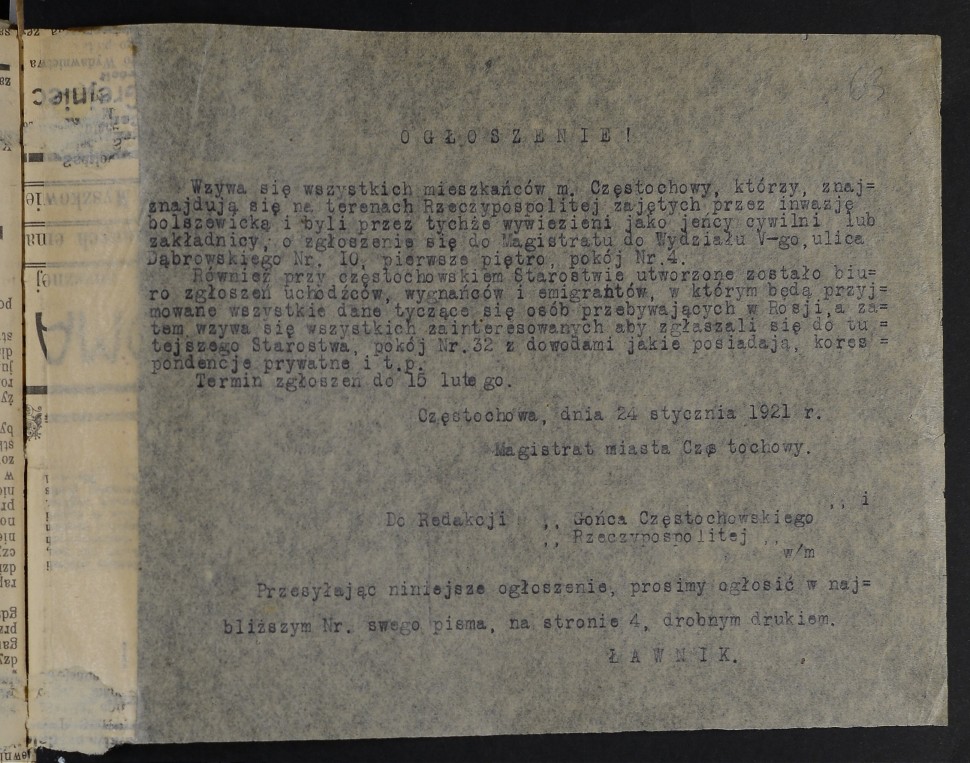 63
OGŁOSZENIE!
Wzywa się wszystkich mieszkańców m. Częstochowy, którzy, znaj=
znajdują się na terenach Rzeczypospolitej zajętych przez inwazję
bolszewicką i byli przez tychże wywiezieni jako jeńcy cywilni lub
zakładnicy, o zgłoszenie się do Magistratu do Wydziału V-go,ulica
Dąbrowskiego Nr. IO, pierwsze piętro, pokój Nr.4.
Również przy częstochowskiem Starostwie utworzone zostało biu=
ro zgłoszeń uchodźców, wygnańców i emigrantów, w którym będą przyj=
mowane wszystkie dane tyczące się osób przebywających w Rosji,a za=
tem wzywa się wszystkich zainteresowanych aby zgłaszali się do tu =
tejszego Starostwa, pokój Nr.32 z dowodami jakie posiadają, kores =
pondencje prywatne i t.p.
Termin zgłoszeń do 15 lutego.
Częstochowa, dnia 24 stycznia 1921 r.
Magistrat miasta Częstochowy.
,, i
Do Redakcji ,, Gońca Częstochowskiego
,, Rzeczypospolitej ,,
w/m
Przesyłając niniejsze ogłoszenie, prosimy ogłosić w naj=
bliższym Nr. swego pisma, na stronie 4, drobnym drukiem.
ŁAWNIK.